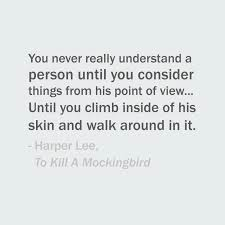 You never really understand a
person until you consider
things from his point of view...
Until you climb inside of his
skin and walk around in it.
- Harper Lee,
To Kill A Mockingbird